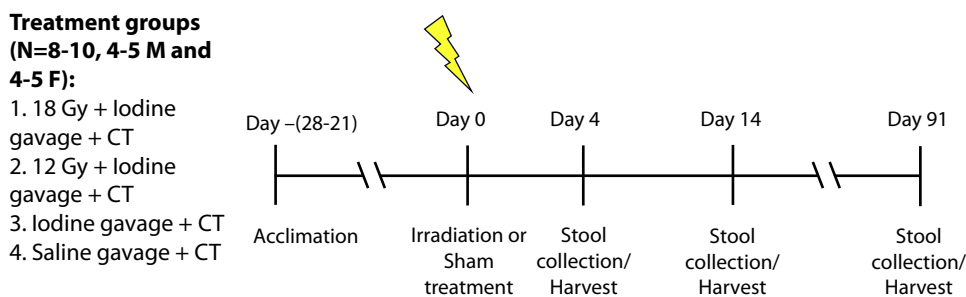 Treatment groups
(N=8-10, 4-5 M and
4-5 F):
1. 18 Gy + Iodine
gavage + CT
2. 12 Gy + Iodine
gavage + CT
3. Iodine gavage + CT
4. Saline gavage + CT
Day –(28-21)
Day 0
Day 4
Day 14
Day 91
Acclimation
Irradiation or
Sham
treatment
Stool
collection/
Harvest
Stool
collection/
Harvest
Stool
collection/
Harvest